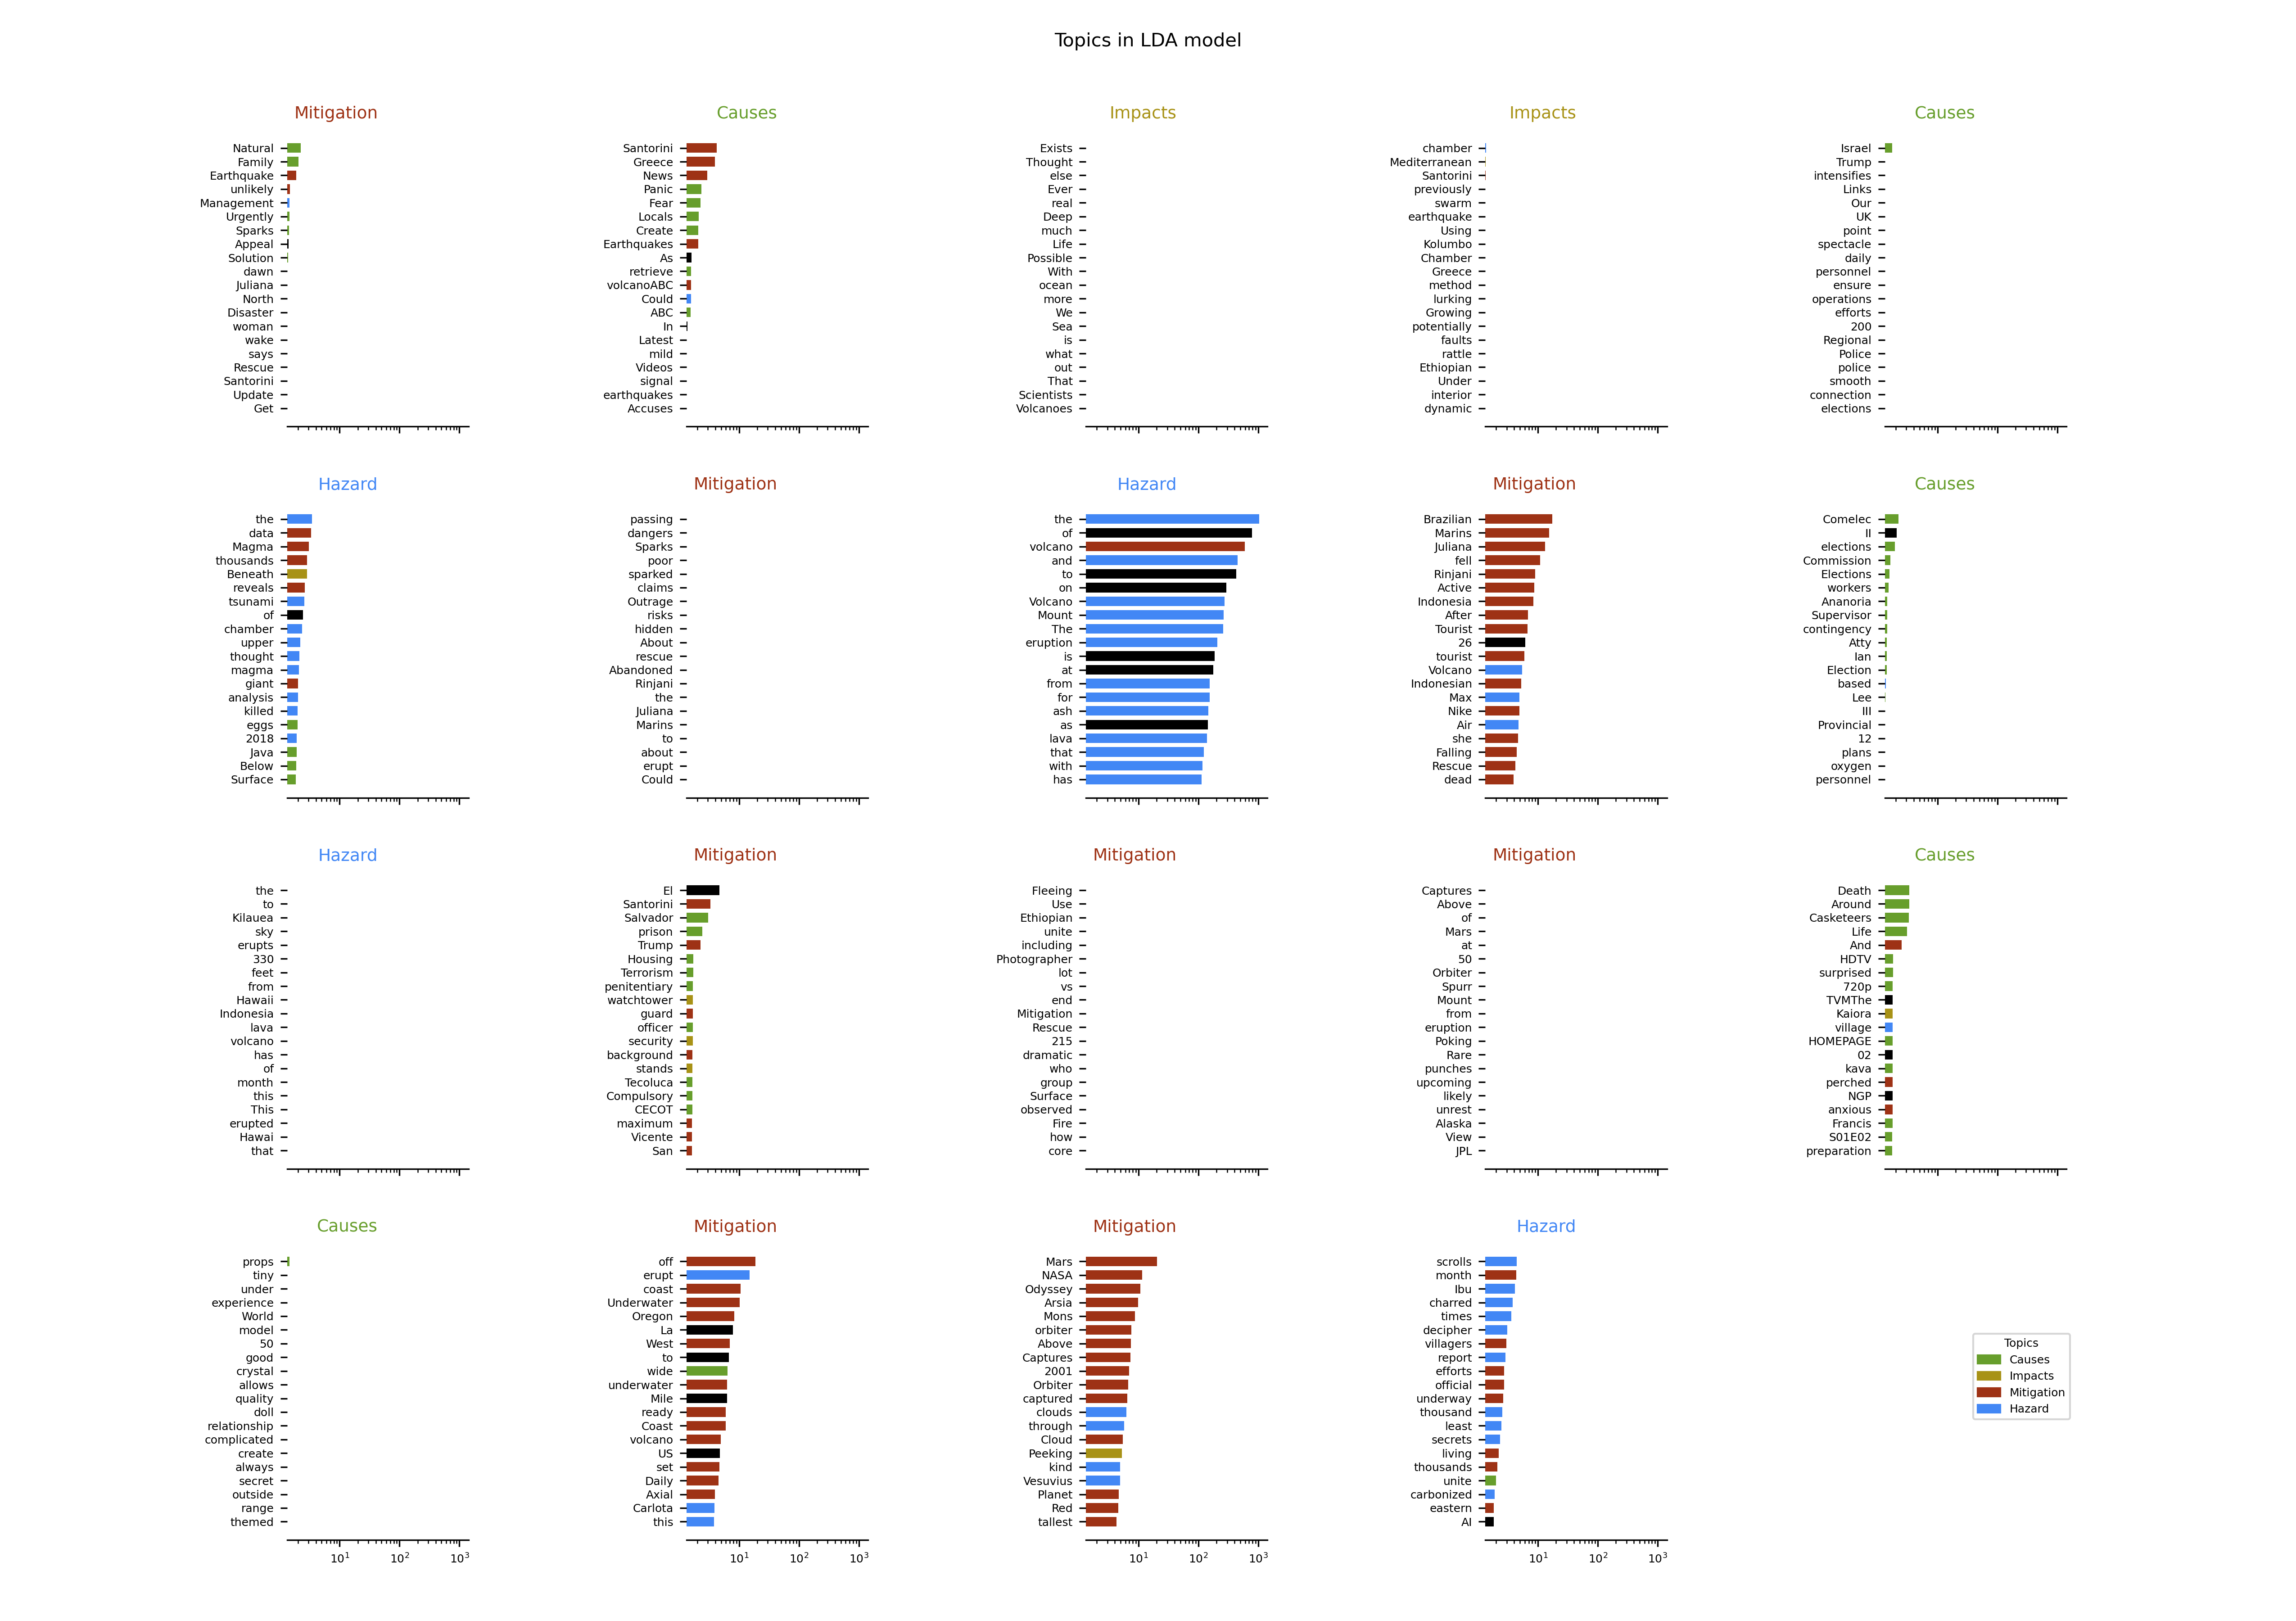 Topics in LDA model
Mitigation
Natural
Family
Earthquake
unlikely
Management
Urgently
Sparks
Appeal
Solution
dawn
Juliana
North
Disaster
woman
wake
says
Rescue
Santorini
Update
Get
Causes
Santorini
Greece
News
Panic
Fear
Locals
Create
Earthquakes
As
retrieve
volcanoABC
Could
ABC
In
Latest
mild
Videos
signal
earthquakes
Accuses
Impacts
Exists
Thought
else
Ever
real
Deep
much
Life
Possible
With
ocean
more
We
Sea
is
what
out
That
Scientists
Volcanoes
Impacts
chamber
Mediterranean
Santorini
previously
swarm
earthquake
Using
Kolumbo
Chamber
Greece
method
lurking
Growing
potentially
faults
rattle
Ethiopian
Under
interior
dynamic
Causes
Israel
Trump
intensifies
Links
Our
UK
point
spectacle
daily
personnel
ensure
operations
efforts
200
Regional
Police
police
smooth
connection
elections
Hazard
the
data
Magma
thousands
Beneath
reveals
tsunami
of
chamber
upper
thought
magma
giant
analysis
killed
eggs
2018
Java
Below
Surface
Mitigation
passing
dangers
Sparks
poor
sparked
claims
Outrage
risks
hidden
About
rescue
Abandoned
Rinjani
the
Juliana
Marins
to
about
erupt
Could
Hazard
the
of
volcano
and
to
on
Volcano
Mount
The
eruption
is
at
from
for
ash
as
lava
that
with
has
Mitigation
Brazilian
Marins
Juliana
fell
Rinjani
Active
Indonesia
After
Tourist
26
tourist
Volcano
Indonesian
Max
Nike
Air
she
Falling
Rescue
dead
Causes
Comelec
II
elections
Commission
Elections
workers
Ananoria
Supervisor
contingency
Atty
Ian
Election
based
Lee
III
Provincial
12
plans
oxygen
personnel
Hazard
the
to
Kilauea
sky
erupts
330
feet
from
Hawaii
Indonesia
lava
volcano
has
of
month
this
This
erupted
Hawai
that
Mitigation
El
Santorini
Salvador
prison
Trump
Housing
Terrorism
penitentiary
watchtower
guard
officer
security
background
stands
Tecoluca
Compulsory
CECOT
maximum
Vicente
San
Mitigation
Fleeing
Use
Ethiopian
unite
including
Photographer
lot
vs
end
Mitigation
Rescue
215
dramatic
who
group
Surface
observed
Fire
how
core
Mitigation
Captures
Above
of
Mars
at
50
Orbiter
Spurr
Mount
from
eruption
Poking
Rare
punches
upcoming
likely
unrest
Alaska
View
JPL
Causes
Death
Around
Casketeers
Life
And
HDTV
surprised
720p
TVMThe
Kaiora
village
HOMEPAGE
02
kava
perched
NGP
anxious
Francis
S01E02
preparation
Causes
props
tiny
under
experience
World
model
50
good
crystal
allows
quality
doll
relationship
complicated
create
always
secret
outside
range
themed
10¹ 10² 10³
Mitigation
off
erupt
coast
Underwater
Oregon
La
West
to
wide
underwater
Mile
ready
Coast
volcano
US
set
Daily
Axial
Carlota
this
10¹ 10² 10³
Mitigation
Mars
NASA
Odyssey
Arsia
Mons
orbiter
Above
Captures
2001
Orbiter
captured
clouds
through
Cloud
Peeking
kind
Vesuvius
Planet
Red
tallest
10¹ 10² 10³
Hazard
scrolls
month
Ibu
charred
times
decipher
villagers
report
efforts
official
underway
thousand
least
secrets
living
thousands
unite
carbonized
eastern
AI
10¹ 10² 10³
Topics
Causes
Impacts
Mitigation
Hazard